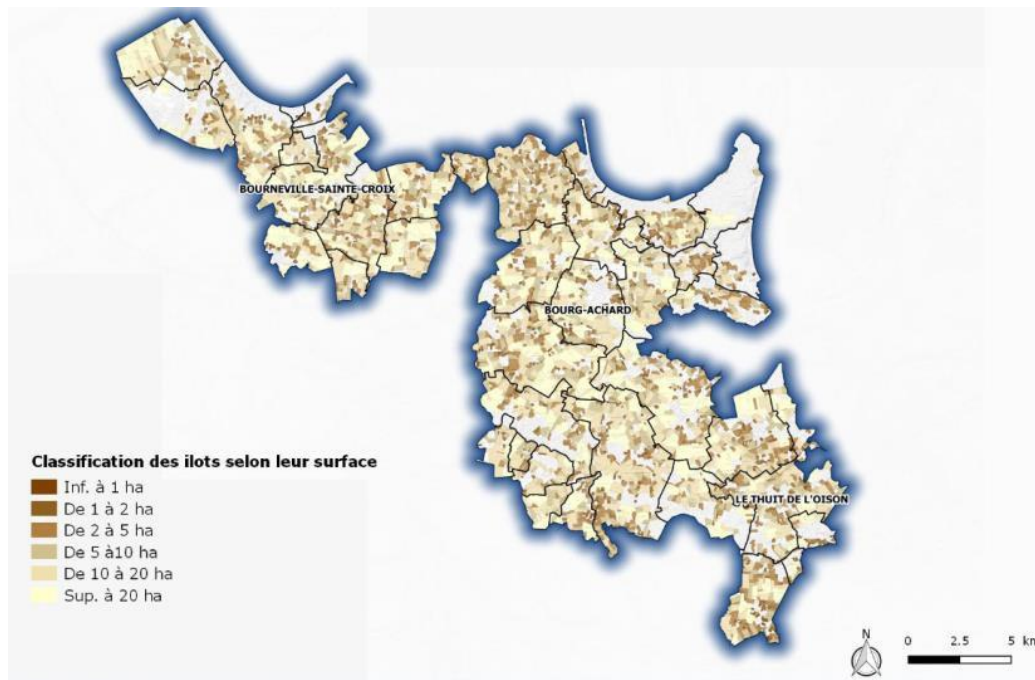 BOURNEVILLE-SAINTE-CROIX
BOURG-ACHARD
LE THUIT DE L'OISON
Classification des ilots selon leur surface
Inf. à 1 ha
De 1 à 2 ha
De 2 à 5 ha
De 5 à10 ha
De 10 à 20 ha
Sup. à 20 ha
N
0 2.5 5 km